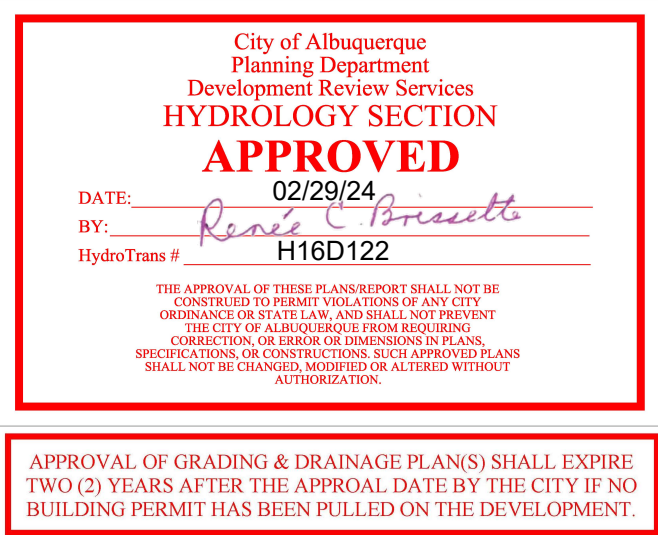 City of Albuquerque
Planning Department
Development Review Services
HYDROLOGY SECTION
APPROVED
DATE: 02/29/24
BY: Renée C. Brissette
HydroTrans # H16D122
THE APPROVAL OF THESE PLANS/REPORT SHALL NOT BE
CONSTRUED TO PERMIT VIOLATIONS OF ANY CITY
ORDINANCE OR STATE LAW, AND SHALL NOT PREVENT
THE CITY OF ALBUQUERQUE FROM REQUIRING
CORRECTION, OR ERROR OR DIMENSIONS IN PLANS,
SPECIFICATIONS, OR CONSTRUCTIONS. SUCH APPROVED PLANS
SHALL NOT BE CHANGED, MODIFIED OR ALTERED WITHOUT
AUTHORIZATION.
APPROVAL OF GRADING & DRAINAGE PLAN(S) SHALL EXPIRE
TWO (2) YEARS AFTER THE APPROAL DATE BY THE CITY IF NO
BUILDING PERMIT HAS BEEN PULLED ON THE DEVELOPMENT.